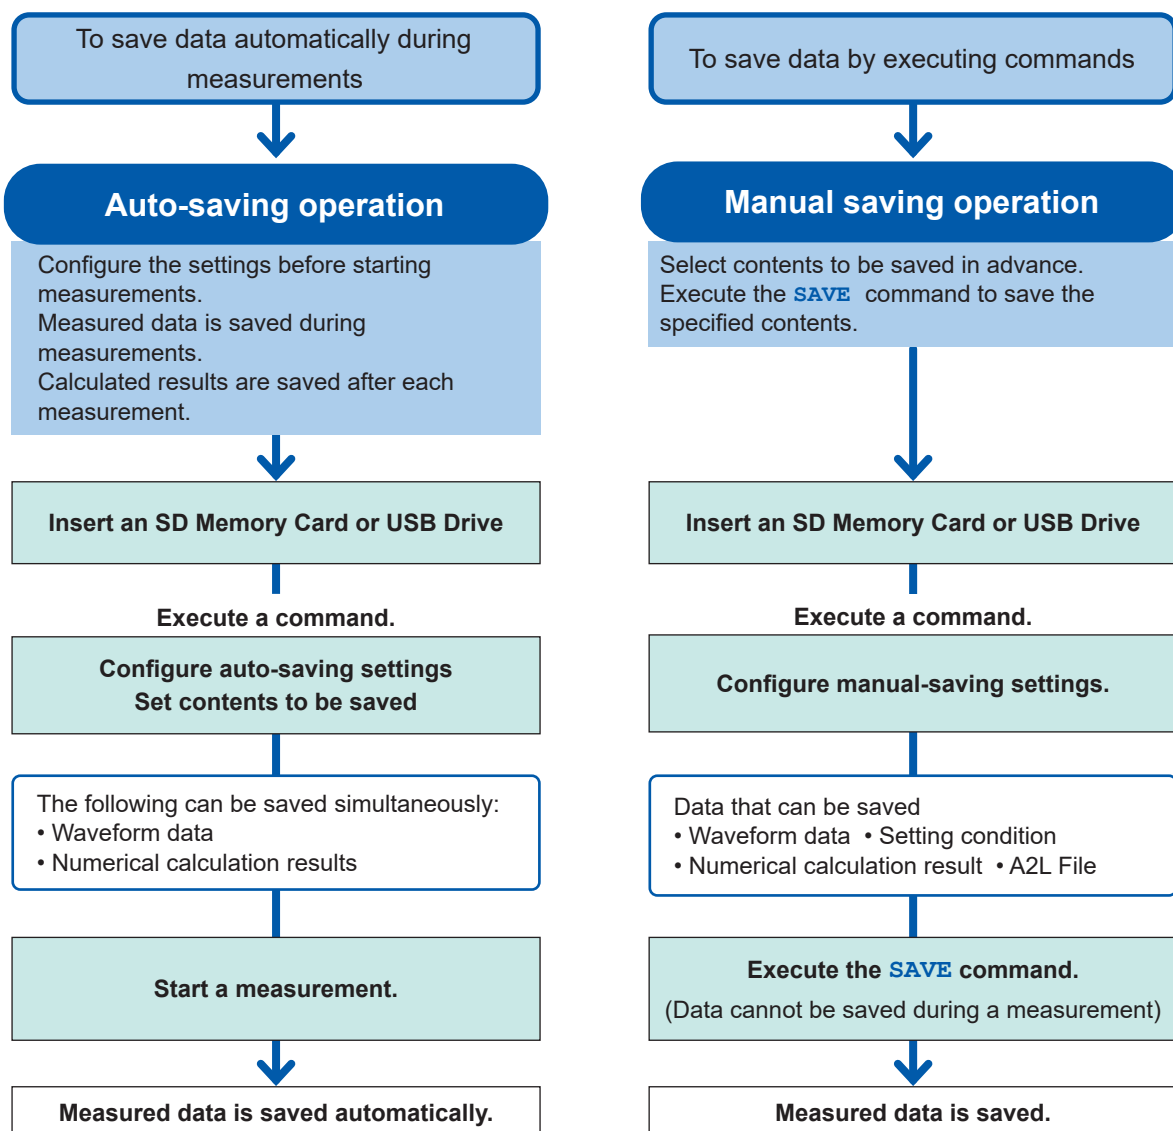 To save data automatically during
measurements
Auto-saving operation
Configure the settings before starting
measurements.
Measured data is saved during
measurements.
Calculated results are saved after each
measurement.
Insert an SD Memory Card or USB Drive
Execute a command.
Configure auto-saving settings
Set contents to be saved
The following can be saved simultaneously:
• Waveform data
• Numerical calculation results
Start a measurement.
Measured data is saved automatically.
To save data by executing commands
Manual saving operation
Select contents to be saved in advance.
Execute the SAVE command to save the
specified contents.
Insert an SD Memory Card or USB Drive
Execute a command.
Configure manual-saving settings.
Data that can be saved
• Waveform data • Setting condition
• Numerical calculation result • A2L File
Execute the SAVE command.
(Data cannot be saved during a measurement)
Measured data is saved.